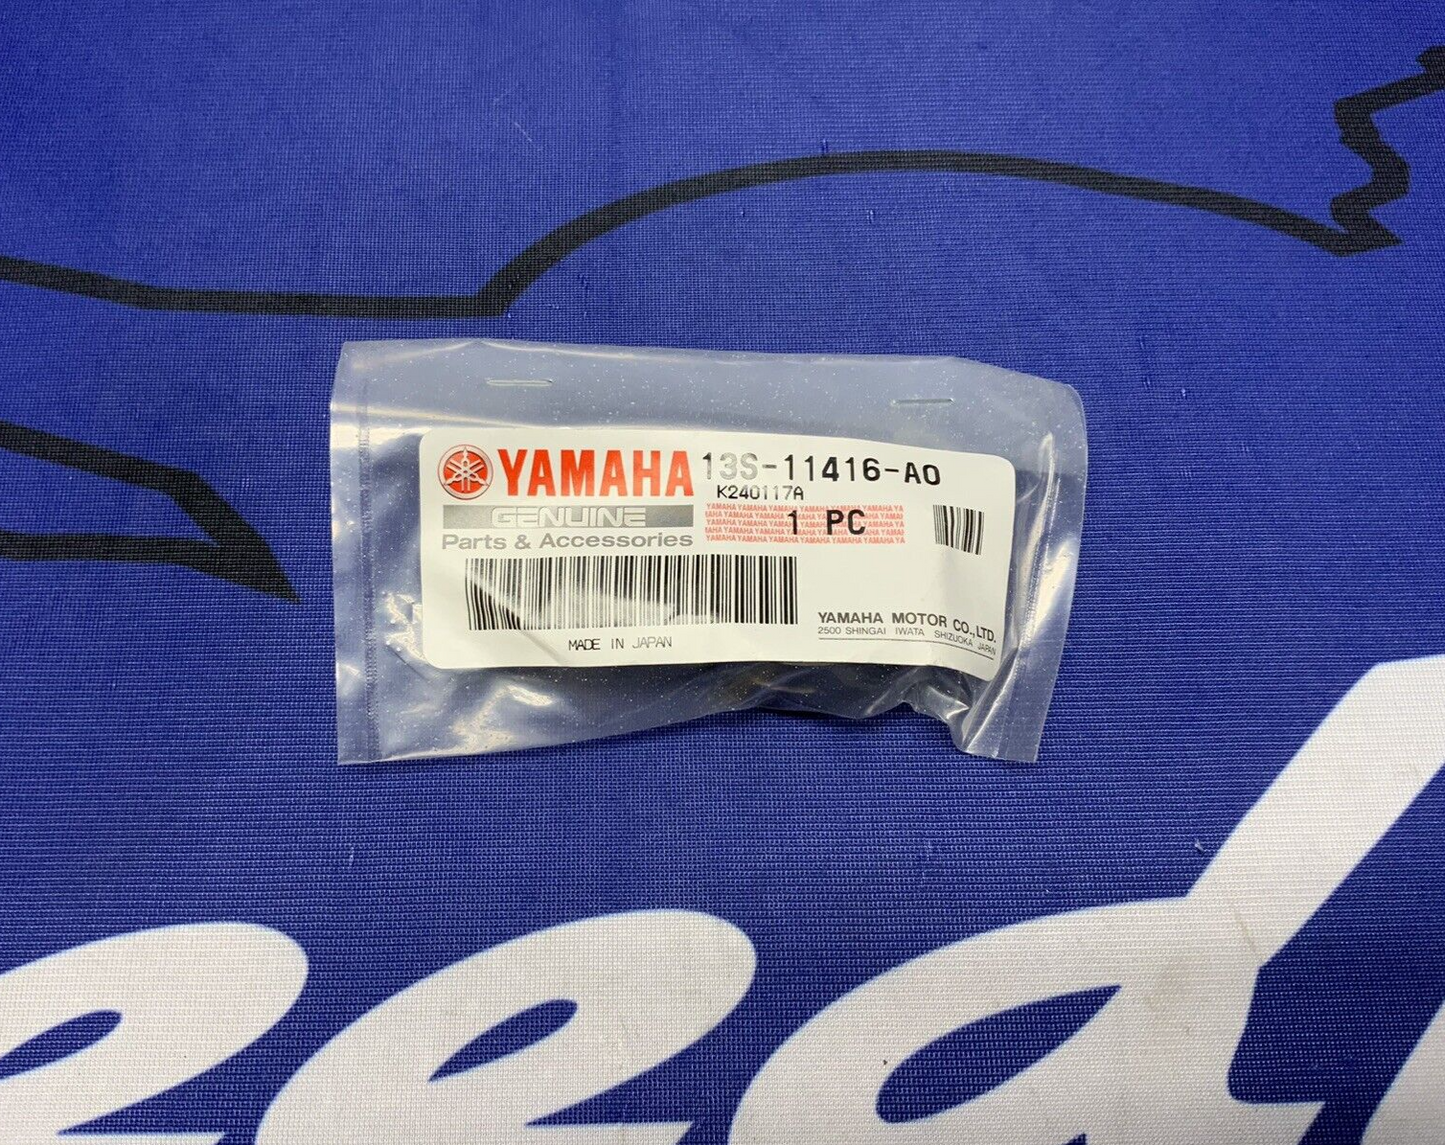 YAMAHA 13S-11416-A0
K240117A
GENUINE
1 PC
Parts & Accessories
MADE IN JAPAN
YAMAHA MOTOR CO.,LTD.
2500 SHINGAI IWATA SHIZUOKA JAPAN
eed